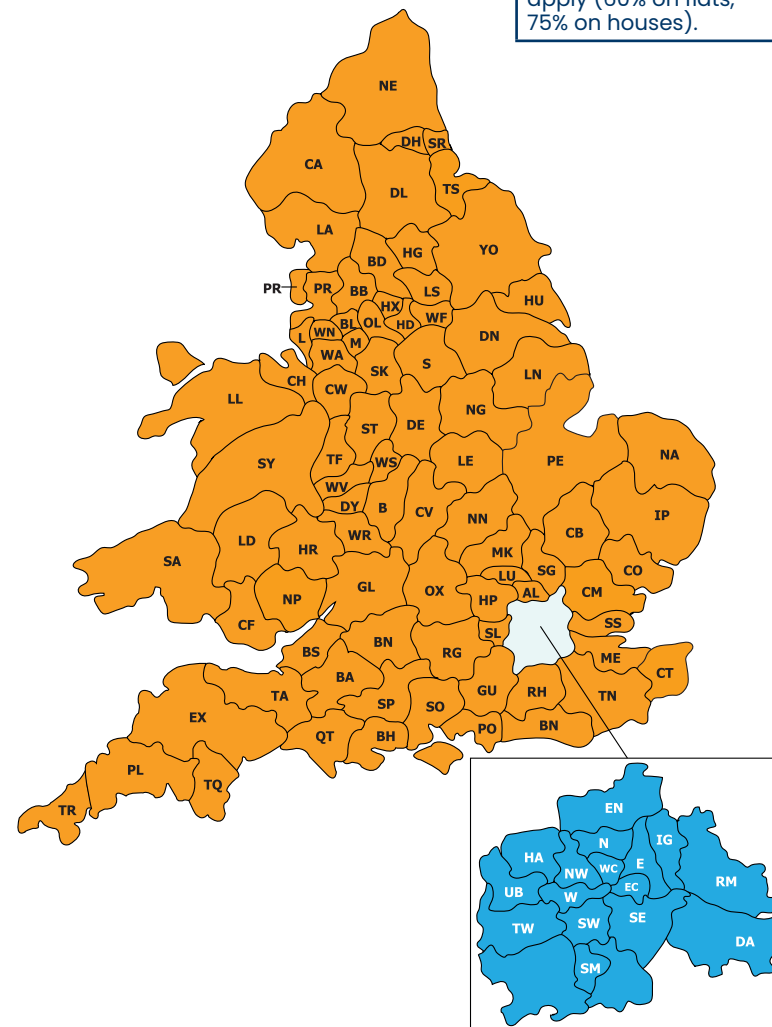 apply (60% on flats,
75% on houses).
NE
DH SR
CA
DL
TS
LA
HG
YO
BD
PR PR
BB
LS
HU
HX
WF
BL OL
HD
L WN
M
DN
WA
SK
S
CH
CW
LN
LL
ST
DE
NG
SY
TF
WS
LE
PE
NA
WV
DY
B
CV
NN
IP
CB
WR
SA
LD
HR
MK
SG
CO
LU
GL
OX
HP
AL
CM
NP
CF
SL
SS
BS
BN
RG
ME
BA
CT
TA
GU
RH
TN
SP
SO
EX
QT
BH
PO
BN
PL
TQ
TR
EN
N
IG
HA
NW
WC
E
RM
UB
W
EC
TW
SW
SE
DA
SM